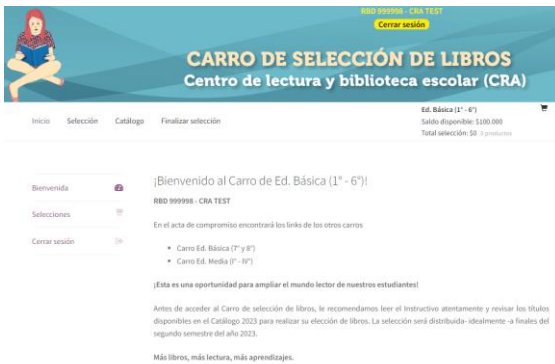 RBD 999998 - CRA TEST
Cerrar sesión
CARRO DE SELECCIÓN DE LIBROS
Centro de lectura y biblioteca escolar (CRA)
Inicio Selección Catálogo Finalizar selección
Ed. Básica (1° - 6°)
Saldo disponible: $100.000
Total selección: $0 0 productos
Bienvenida
Selecciones
Cerrar sesión
¡Bienvenido al Carro de Ed. Básica (1° - 6°)!
RBD 999998 - CRA TEST
En el acta de compromiso encontrará los links de los otros carros
Carro Ed. Básica (7° y 8°)
Carro Ed. Media (I° - IV°)
¡Esta es una oportunidad para ampliar el mundo lector de nuestros estudiantes!
Antes de acceder al Carro de selección de libros, le recomendamos leer el Instructivo atentamente y revisar los títulos
disponibles en el Catálogo 2023 para realizar su elección de libros. La selección será distribuida- idealmente -a finales del
segundo semestre del año 2023.
Más libros, más lectura, más aprendizajes.